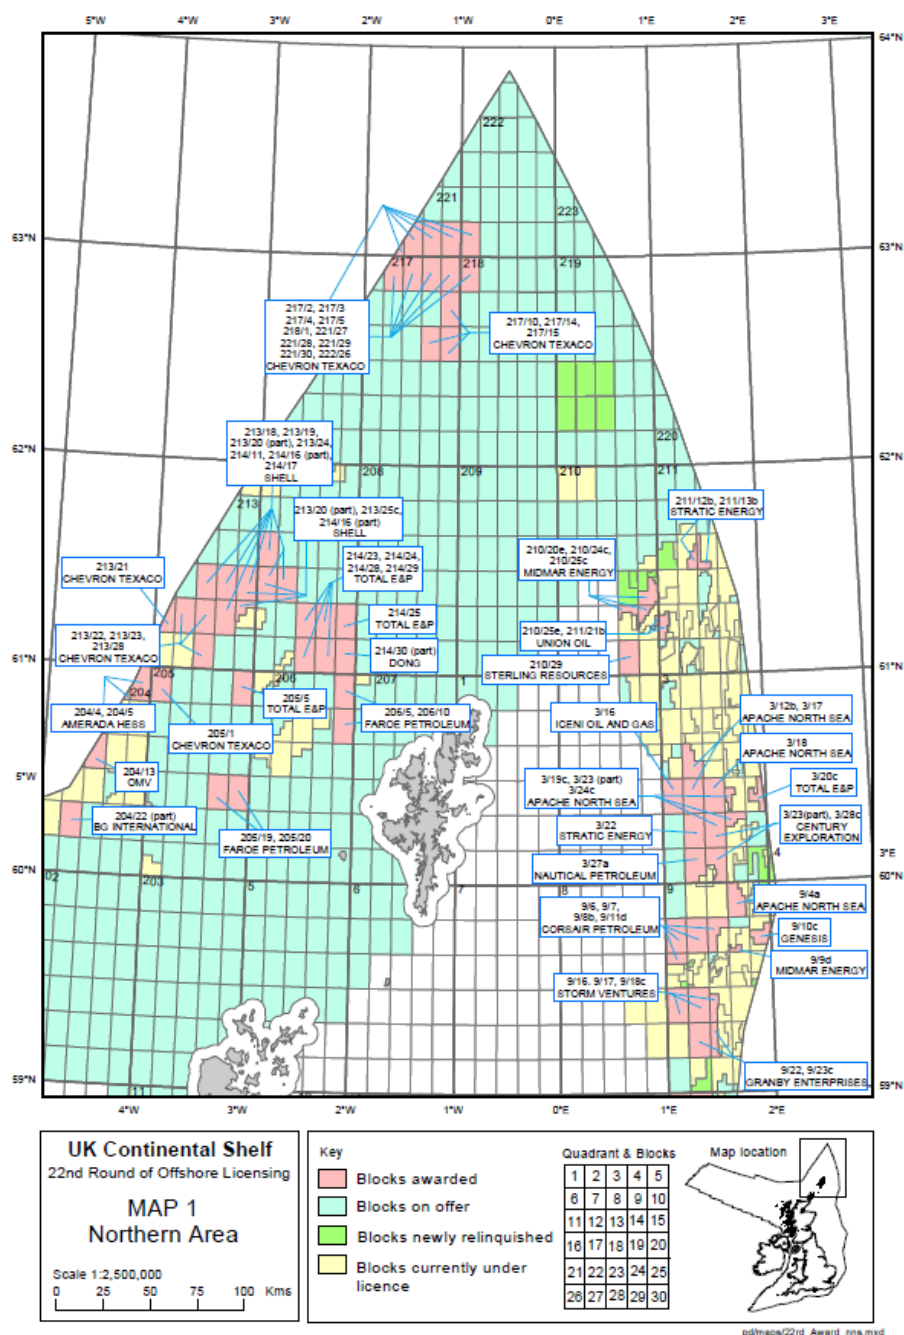 5°W 4°W 3°W 2°W 1°W 0°E 1°E 2°E 3°E
64°N
222
221
223
63°N
63°N
217
218
219
217/2, 217/3
217/4, 217/5
218/1, 221/27
221/28, 221/29
221/30, 222/26
CHEVRON TEXACO
217/10, 217/14,
217/15
CHEVRON TEXACO
220
62°N
62°N
213/18, 213/19,
213/20 (part), 213/24,
214/11, 214/16 (part),
214/17
SHELL
208
209
210
211
213
213/20 (part), 213/25c,
214/16 (part)
SHELL
211/12b, 211/13b
STRATIC ENERGY
214/23, 214/24,
214/28, 214/29
TOTAL E&P
210/20e, 210/24c,
210/25c
MIDMAR ENERGY
213/21
CHEVRON TEXACO
214/25
TOTAL E&P
213/22, 213/23,
213/28
CHEVRON TEXACO
210/25e, 211/21b
UNION OIL
214/30 (part)
DONG
61°N
61°N
210/29
STERLING RESOURCES
205
206
207
1
3
204
205/5
TOTAL E&P
204/4, 204/5
AMERADA HESS
206/5, 206/10
FAROE PETROLEUM
205/1
CHEVRON TEXACO
3/16
ICENI OIL AND GAS
3/12b, 3/17
APACHE NORTH SEA
3/18
APACHE NORTH SEA
5°W
204/13
OMV
3/19c, 3/23 (part)
3/24c
APACHE NORTH SEA
3/20c
TOTAL E&P
204/22 (part)
BG INTERNATIONAL
205/19, 205/20
FAROE PETROLEUM
3/22
STRATIC ENERGY
3/23(part), 3/28c
CENTURY
EXPLORATION
3/27a
NAUTICAL PETROLEUM
4
3°E
60°N
60°N
02
203
5
6
7
8
9
9/4a
APACHE NORTH SEA
9/6, 9/7,
9/8b, 9/11d
CORSAIR PETROLEUM
9/10c
GENESIS
9/9d
MIDMAR ENERGY
9/16. 9/17, 9/18c
STORM VENTURES
9/22, 9/23c
GRANBY ENTERPRISES
59°N
59°N
11
4°W 3°W 2°W 1°W 0°E 1°E 2°E
UK Continental Shelf
22nd Round of Offshore Licensing
MAP 1
Northern Area
Scale 1:2,500,000
0 25 50 75 100 Kms
Key
Blocks awarded
Blocks on offer
Blocks newly relinquished
Blocks currently under
licence
Quadrant & Blocks
1 2 3 4 5
6 7 8 9 10
11 12 13 14 15
16 17 18 19 20
21 22 23 24 25
26 27 28 29 30
Map location
pd/maps/22rd_Award_nns.mxd